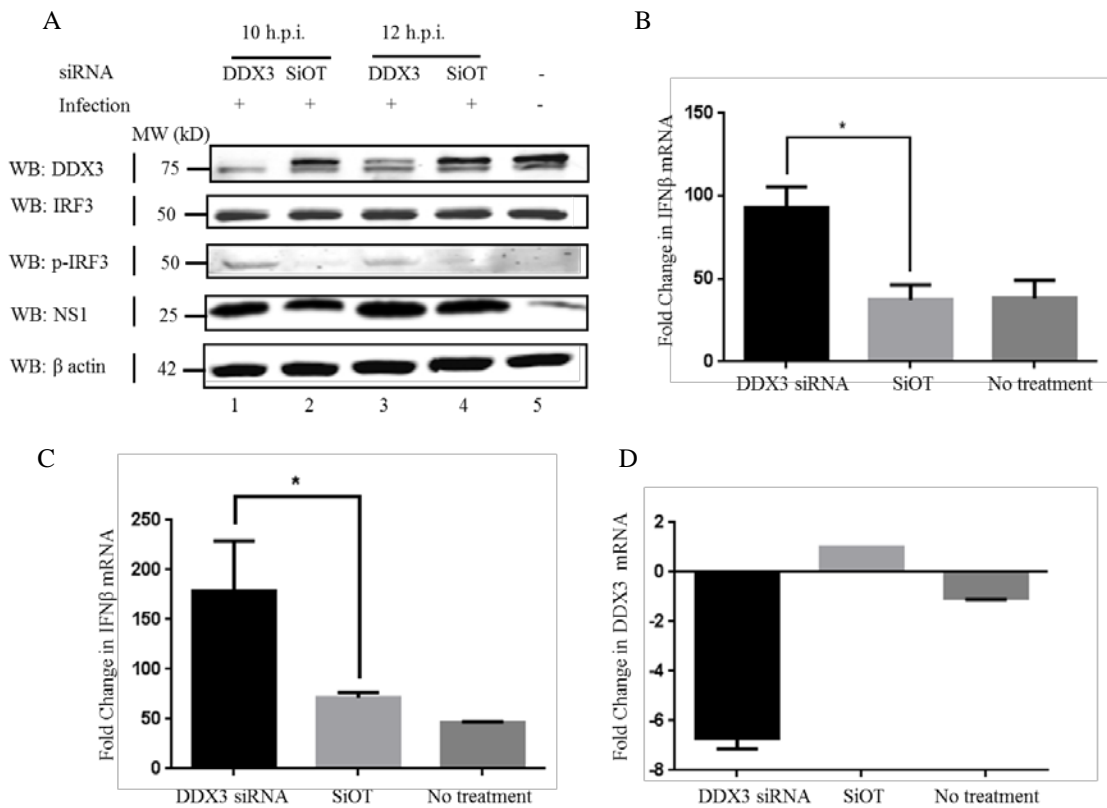 A
10 h.p.i. 12 h.p.i.
siRNA DDX3 SiOT DDX3 SiOT -
Infection + + + + -
MW (kD)
WB: DDX3 75
WB: IRF3 50
WB: p-IRF3 50
WB: NS1 25
WB: β actin 42
1 2 3 4 5
B
Fold Change in IFNβ mRNA
150
100
50
0
*
DDX3 siRNA SiOT No treatment
C
Fold Change in IFNβ mRNA
250
200
150
100
50
0
*
DDX3 siRNA SiOT No treatment
D
Fold Change in DDX3 mRNA
2
0
-2
-4
-6
-8
DDX3 siRNA SiOT No treatment